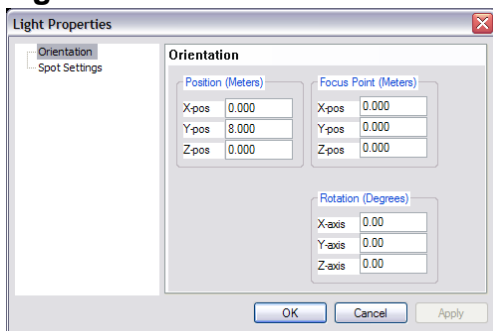 Light Properties
Orientation
Spot Settings
Orientation
Position (Meters)
X-pos 0.000
Y-pos 8.000
Z-pos 0.000
Focus Point (Meters)
X-pos 0.000
Y-pos 0.000
Z-pos 0.000
Rotation (Degrees)
X-axis 0.00
Y-axis 0.00
Z-axis 0.00
OK Cancel Apply